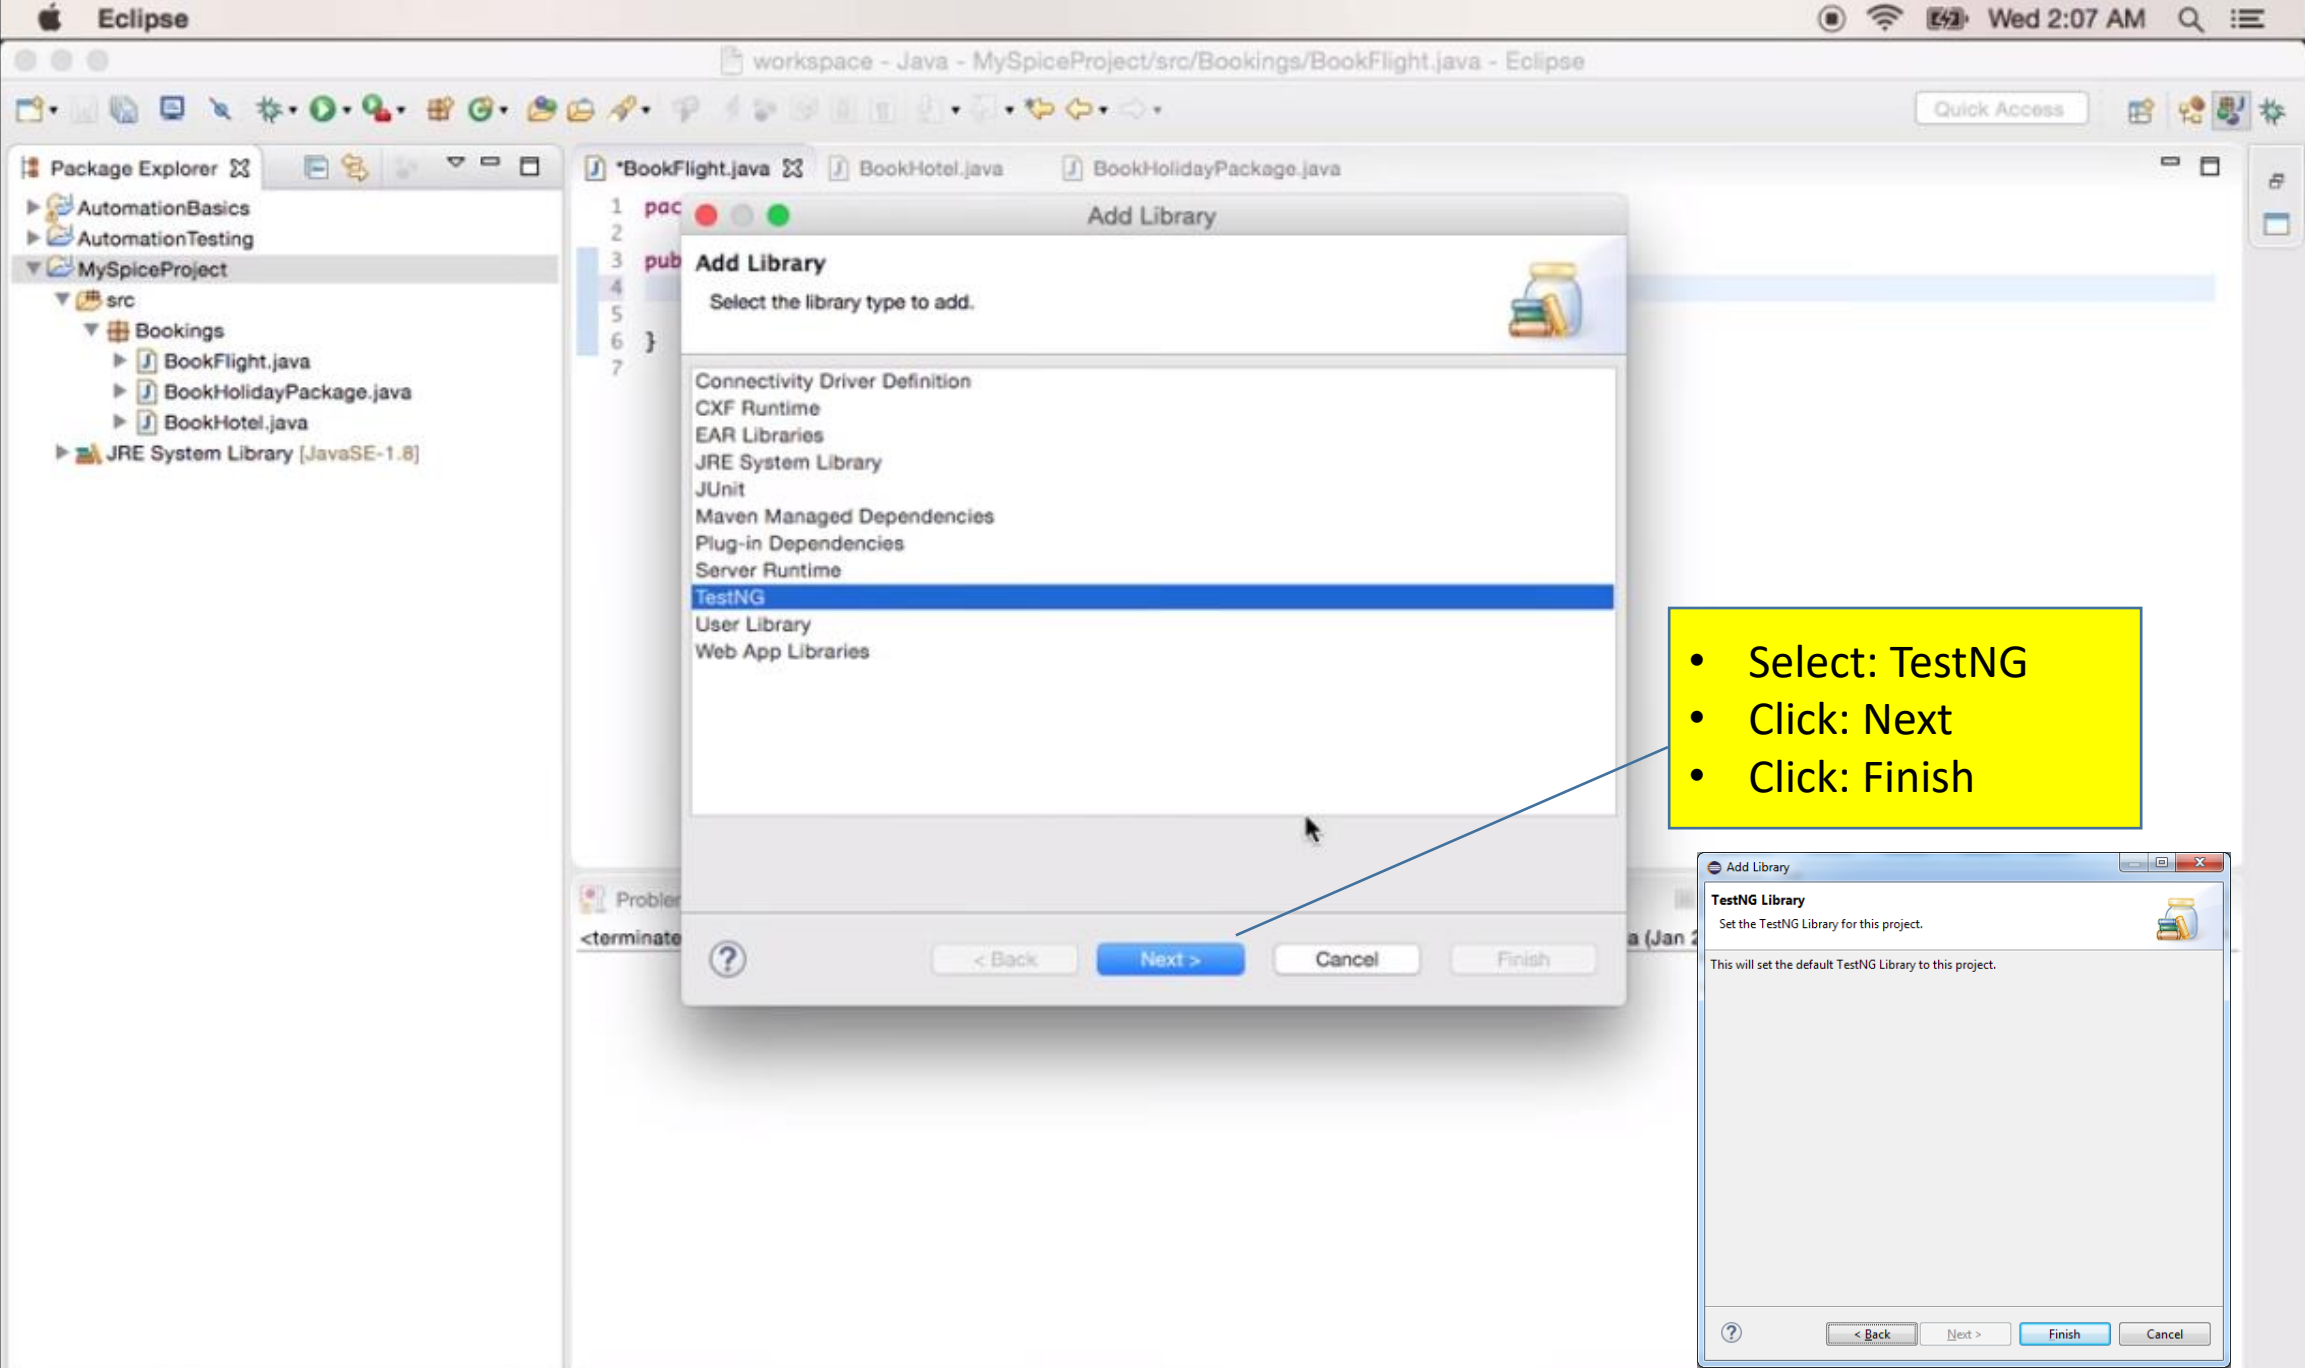 Eclipse
Wed 2:07 AM
workspace - Java - MySpiceProject/src/Bookings/BookFlight.java - Eclipse
Quick Access
Package Explorer
*BookFlight.java
BookHotel.java
BookHolidayPackage.java
AutomationBasics
AutomationTesting
MySpiceProject
src
Bookings
BookFlight.java
BookHolidayPackage.java
BookHotel.java
JRE System Library [JavaSE-1.8]
1 pac
2
3 pub
4
5
6 }
7
Add Library
Add Library
Select the library type to add.
Connectivity Driver Definition
CXF Runtime
EAR Libraries
JRE System Library
JUnit
Maven Managed Dependencies
Plug-in Dependencies
Server Runtime
TestNG
User Library
Web App Libraries
? < Back Next > Cancel Finish
Problem
<terminate
a (Jan 2
• Select: TestNG
• Click: Next
• Click: Finish
Add Library
TestNG Library
Set the TestNG Library for this project.
This will set the default TestNG Library to this project.
? < Back Next > Finish Cancel